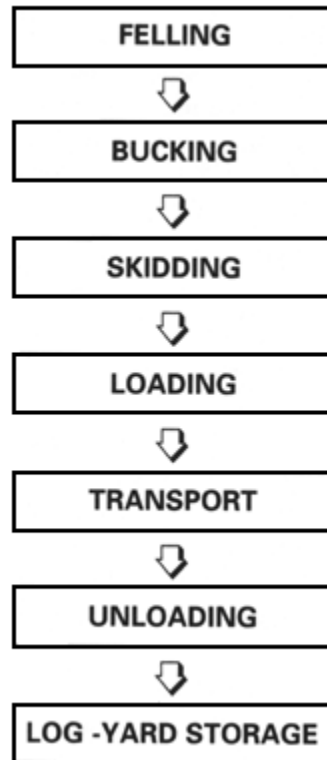 FELLING
BUCKING
SKIDDING
LOADING
TRANSPORT
UNLOADING
LOG -YARD STORAGE